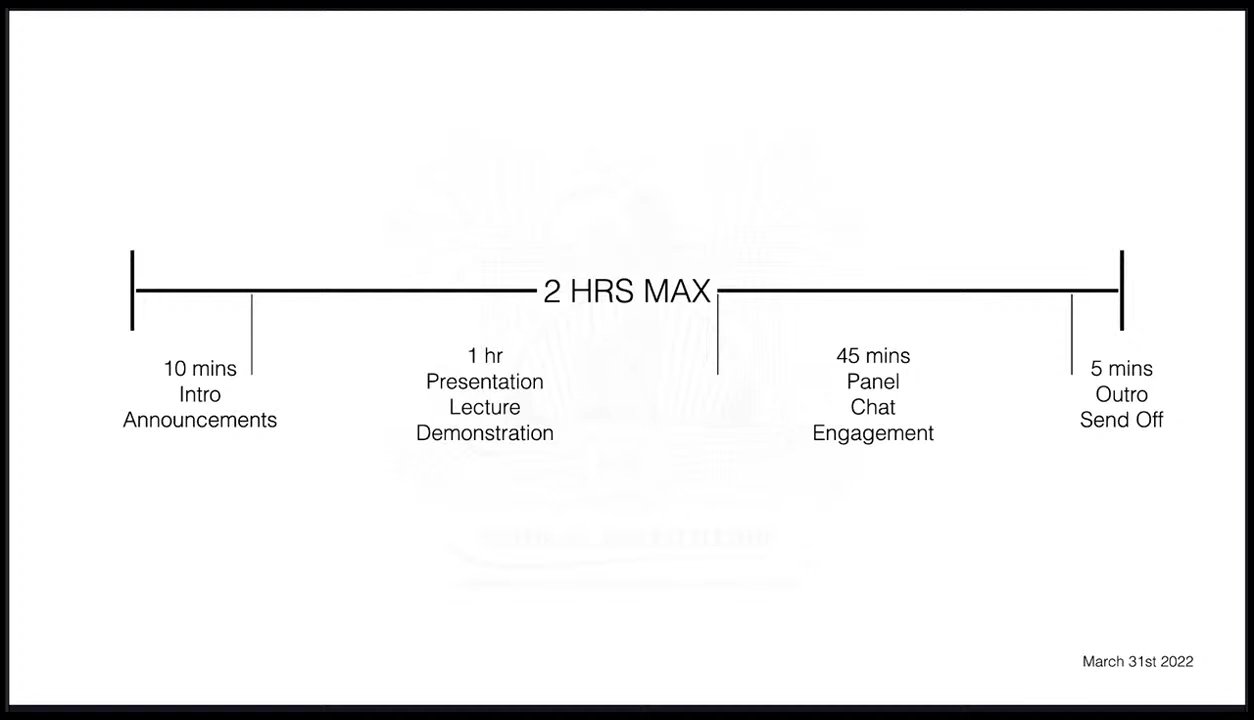 2 HRS MAX
10 mins
Intro
Announcements
1 hr
Presentation
Lecture
Demonstration
45 mins
Panel
Chat
Engagement
5 mins
Outro
Send Off
March 31st 2022